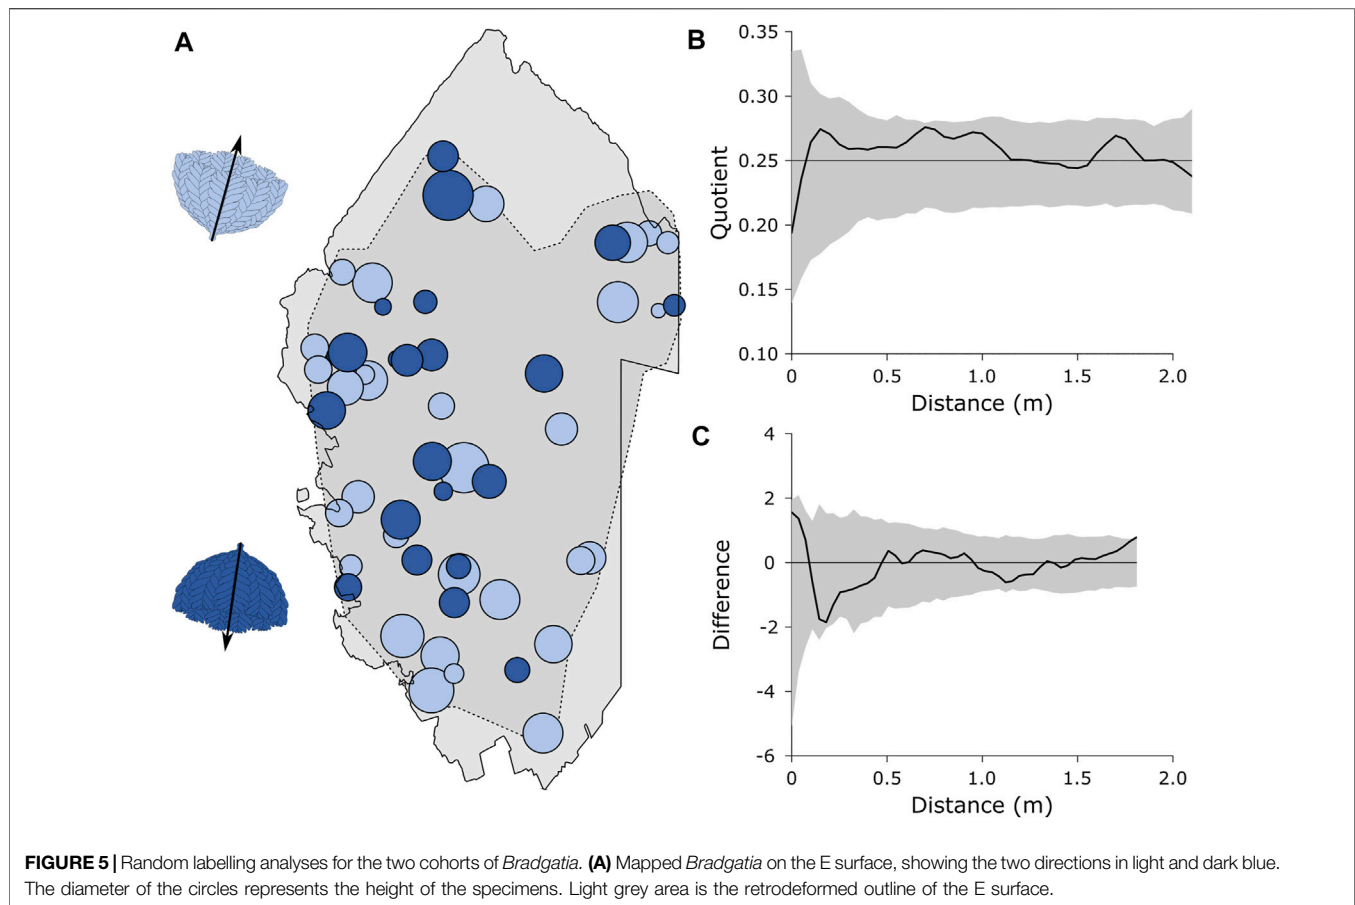 A
B
0.35
0.30
0.25
0.20
0.15
0.10
Quotient
0
0.5
1.0
1.5
2.0
Distance (m)
C
4
2
0
-2
-4
-6
Difference
0
0.5
1.0
1.5
2.0
Distance (m)
FIGURE 5 | Random labelling analyses for the two cohorts of Bradgatia. (A) Mapped Bradgatia on the E surface, showing the two directions in light and dark blue.
The diameter of the circles represents the height of the specimens. Light grey area is the retrodeformed outline of the E surface.